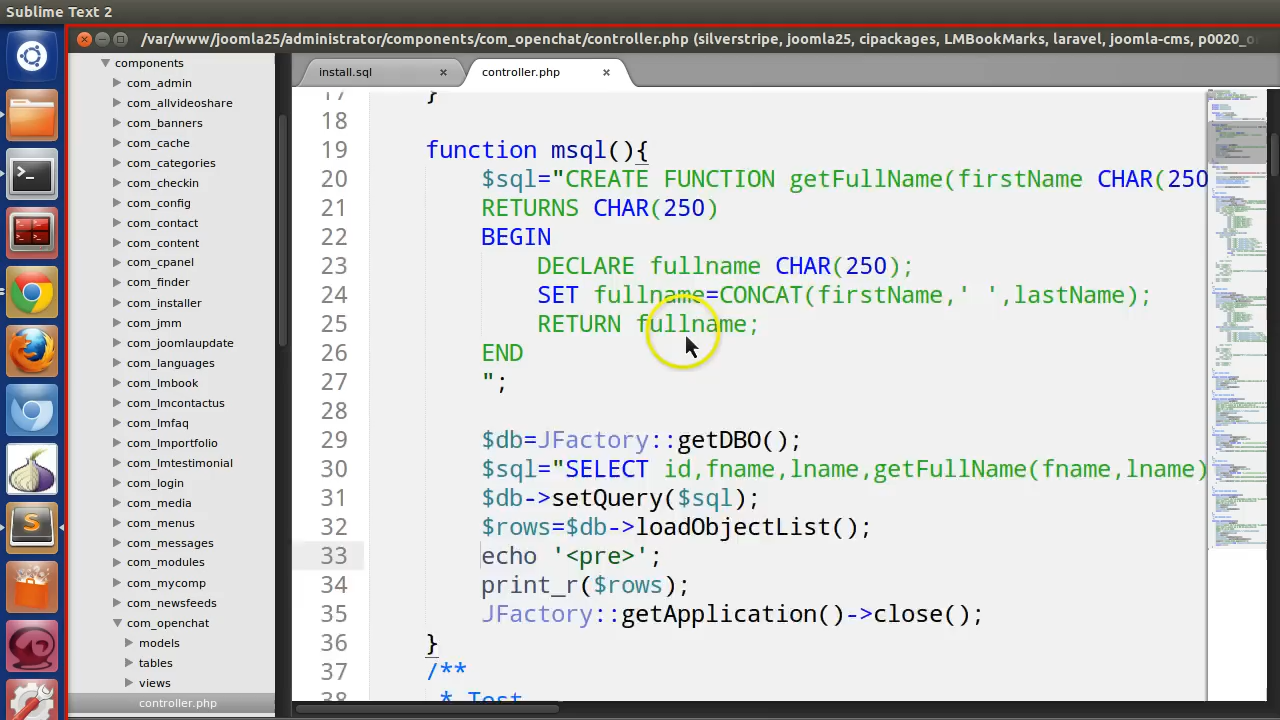 Sublime Text 2
/var/www/joomla25/administrator/components/com_openchat/controller.php (silverstripe, joomla25, cipackages, LMBookMarks, laravel, joomla-cms, p0020_o
components
com_admin
com_allvideoshare
com_banners
com_cache
com_categories
com_checkin
com_config
com_contact
com_content
com_cpanel
com_finder
com_installer
com_jmm
com_joomlaupdate
com_languages
com_lmbook
com_lmcontactus
com_lmfaq
com_lmportfolio
com_lmtestimonial
com_login
com_media
com_menus
com_messages
com_modules
com_mycomp
com_newsfeeds
com_openchat
models
tables
views
controller.php
install.sql × controller.php ×
17 }
18
19 function msql(){
20 $sql="CREATE FUNCTION getFullName(firstName CHAR(250
21 RETURNS CHAR(250)
22 BEGIN
23 DECLARE fullname CHAR(250);
24 SET fullname=CONCAT(firstName,' ',lastName);
25 RETURN fullname;
26 END
27 ";
28
29 $db=JFactory::getDBO();
30 $sql="SELECT id,fname,lname,getFullName(fname,lname)
31 $db->setQuery($sql);
32 $rows=$db->loadObjectList();
33 echo '<pre>';
34 print_r($rows);
35 JFactory::getApplication()->close();
36 }
37 /**
38 * Test